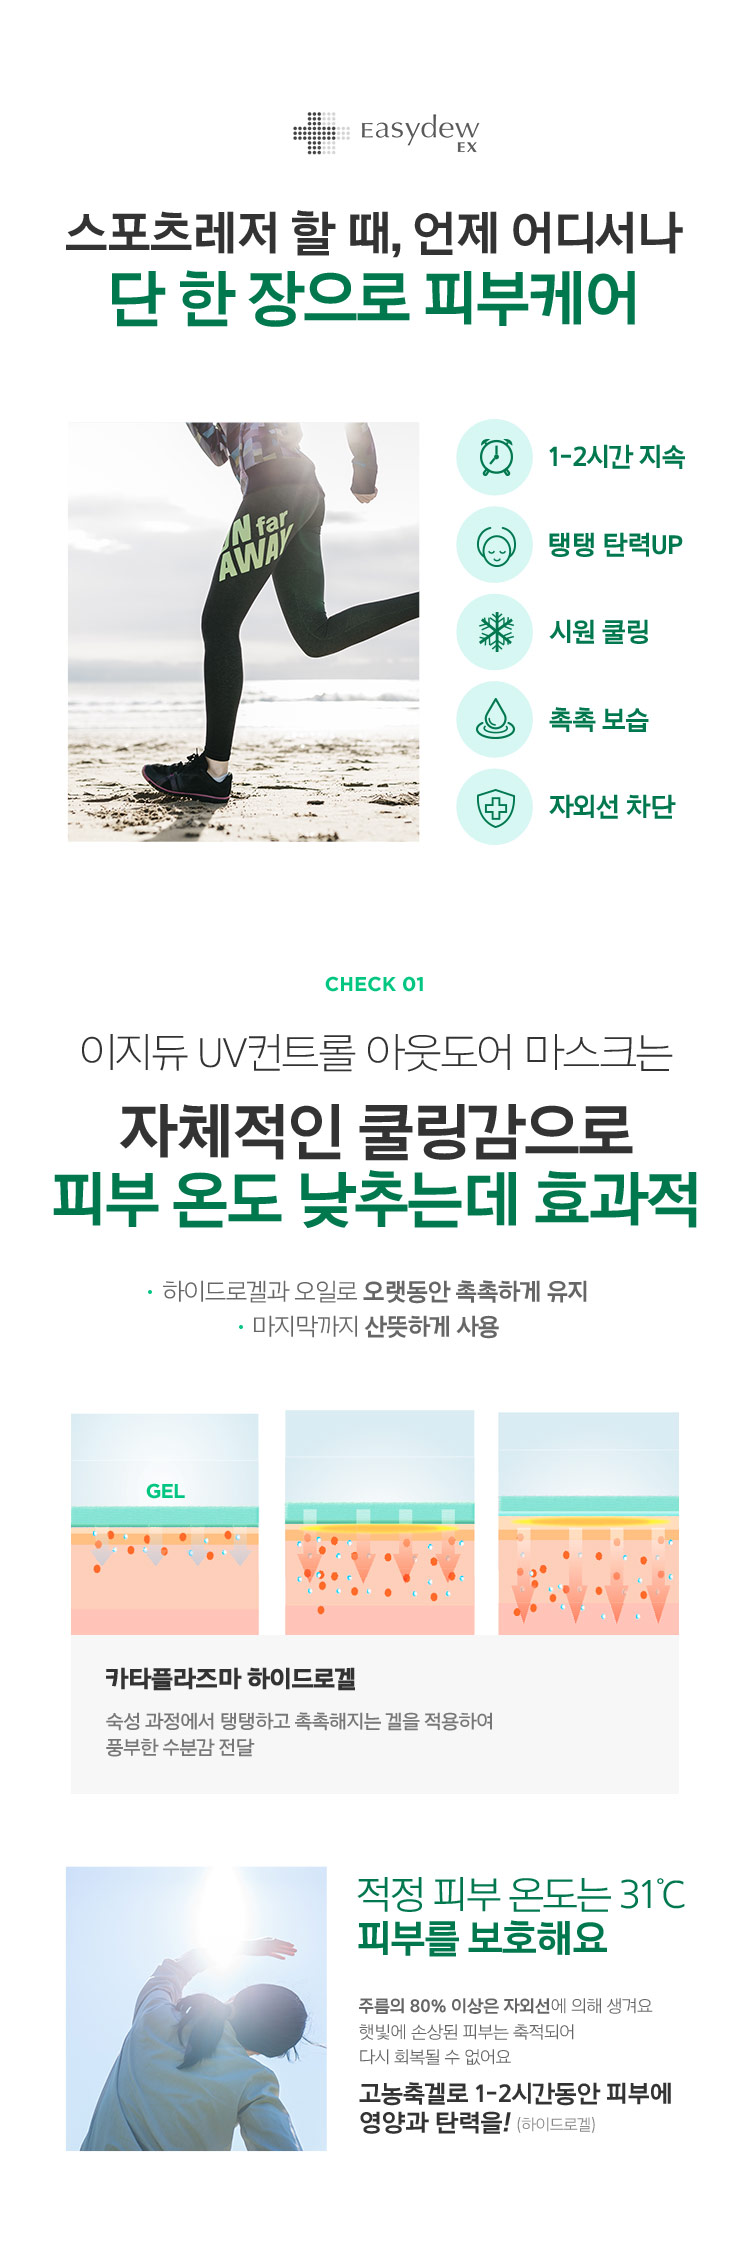 Easydew
EX
스포츠레저 할 때, 언제 어디서나
단 한 장으로 피부케어
UN far
AWAY
1-2시간 지속
탱탱 탄력UP
시원 쿨링
촉촉 보습
자외선 차단
CHECK 01
이지듀 UV컨트롤 아웃도어 마스크는
자체적인 쿨링감으로
피부 온도 낮추는데 효과적
· 하이드로겔과 오일로 오랫동안 촉촉하게 유지
· 마지막까지 산뜻하게 사용
GEL
카타플라즈마 하이드로겔
숙성 과정에서 탱탱하고 촉촉해지는 겔을 적용하여
풍부한 수분감 전달
적정 피부 온도는 31℃
피부를 보호해요
주름의 80% 이상은 자외선에 의해 생겨요
햇빛에 손상된 피부는 축적되어
다시 회복될 수 없어요
고농축겔로 1-2시간동안 피부에
영양과 탄력을! (하이드로겔)